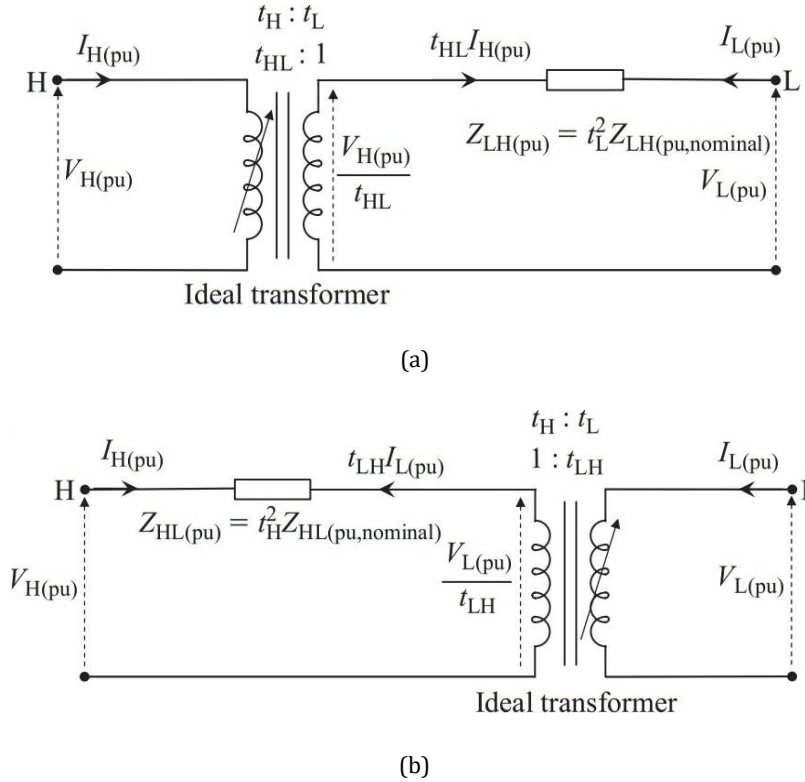 t_H : t_L
I_H(pu) t_HL : 1 t_HL I_H(pu) I_L(pu)
H L
Z_LH(pu) = t_L^2 Z_LH(pu,nominal)
V_H(pu) V_H(pu)/t_HL V_L(pu)
Ideal transformer
(a)
t_H : t_L
I_H(pu) t_LH I_L(pu) 1 : t_LH I_L(pu)
H
Z_HL(pu) = t_H^2 Z_HL(pu,nominal)
V_H(pu) V_L(pu)/t_LH V_L(pu)
Ideal transformer
(b)